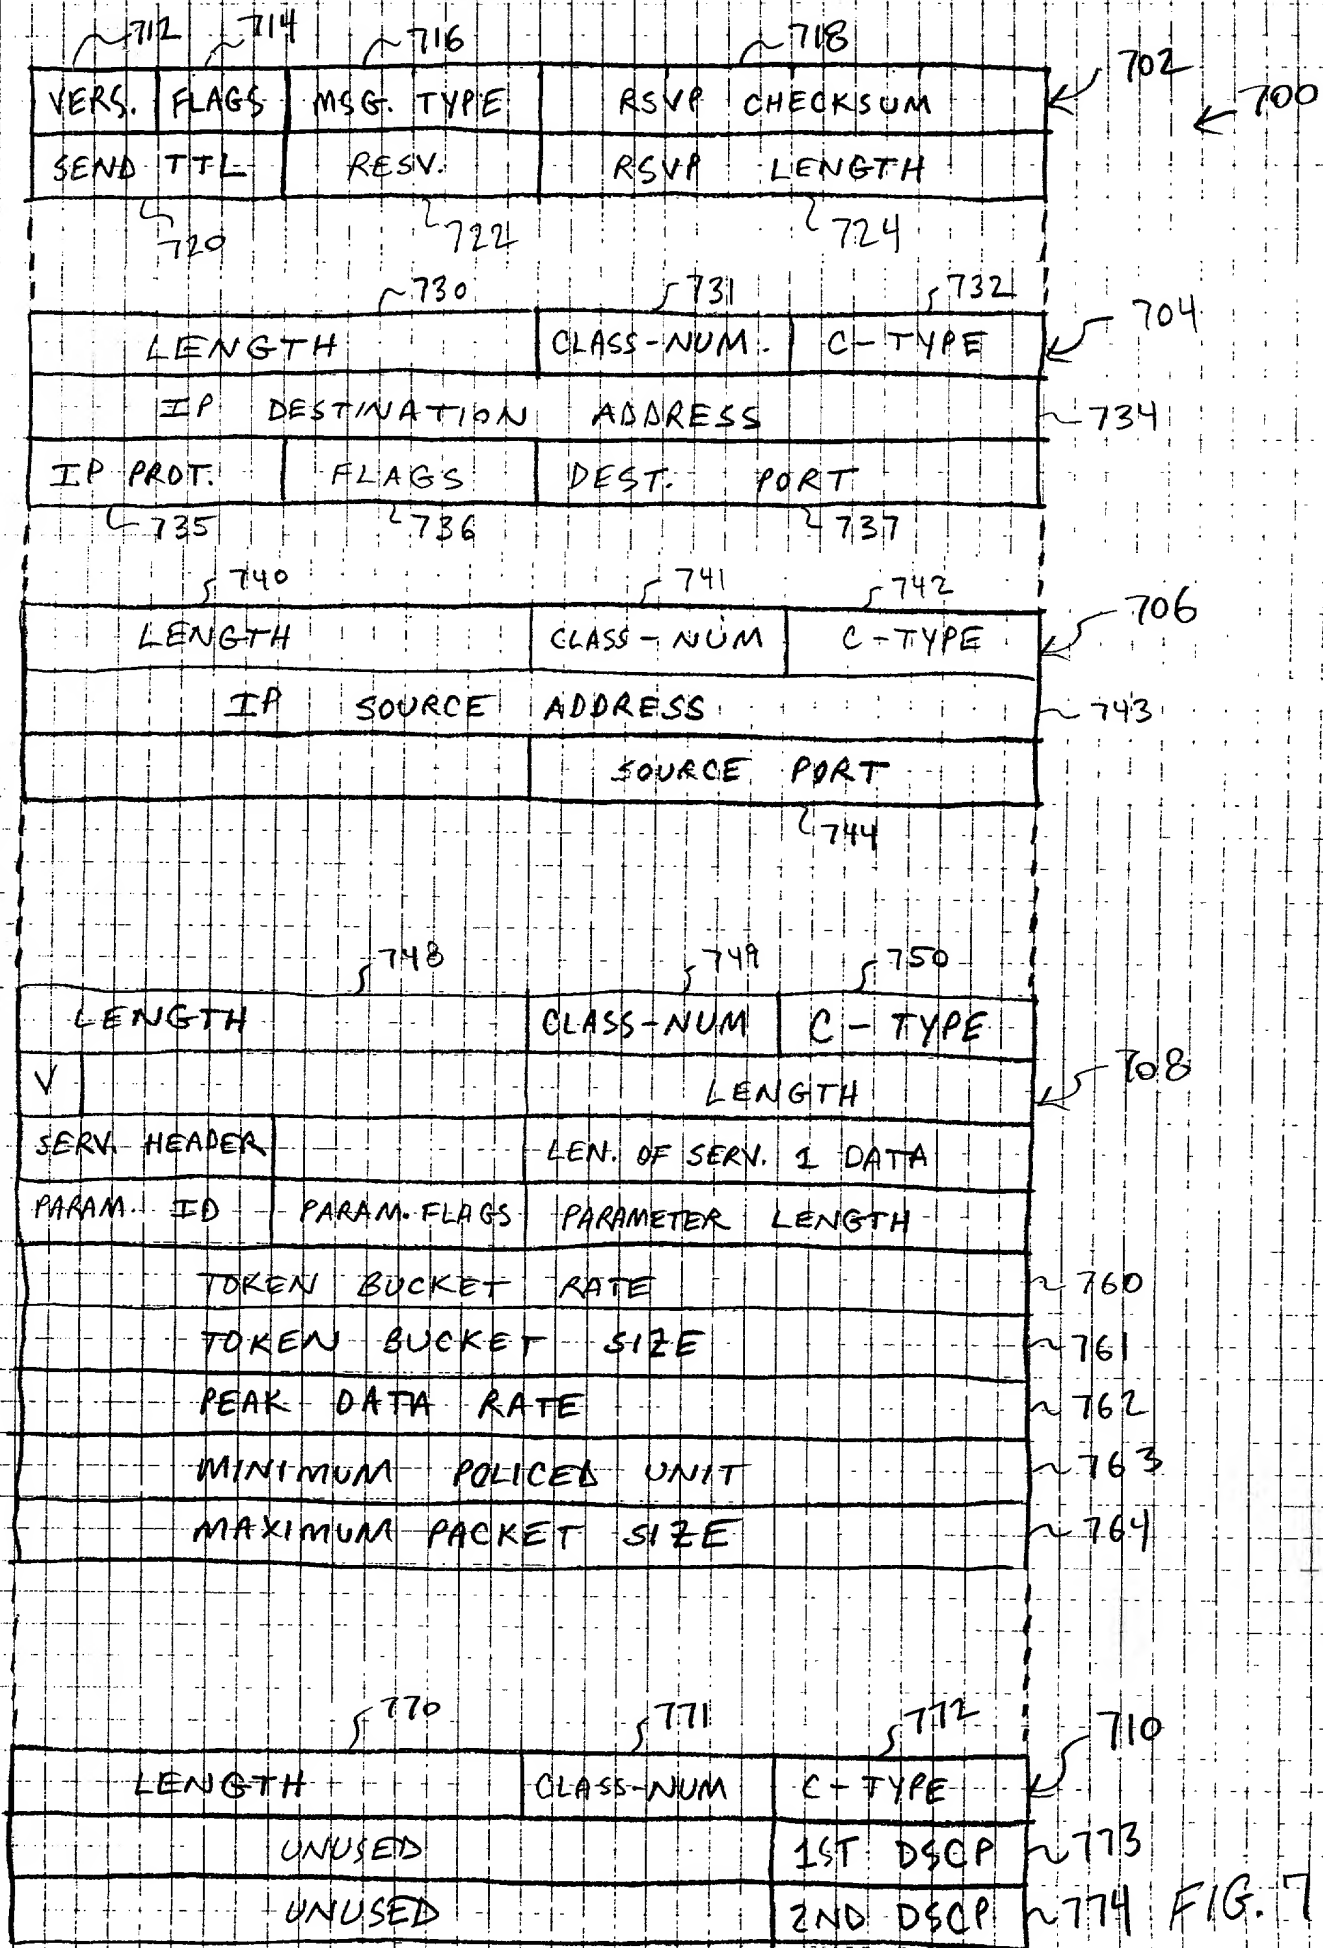 712 714 716 718
702
700
VERS. FLAGS MSG. TYPE RSVP CHECKSUM
SEND TTL RESV. RSVP LENGTH
720 722 724
730 731 732
704
LENGTH CLASS-NUM. C-TYPE
IP DESTINATION ADDRESS 734
IP PROT. FLAGS DEST. PORT
735 736 737
740 741 742
706
LENGTH CLASS-NUM C-TYPE
IP SOURCE ADDRESS 743
SOURCE PORT
744
748 749 750
LENGTH CLASS-NUM C-TYPE
708
V LENGTH
SERV. HEADER LEN. OF SERV. 1 DATA
PARAM. ID PARAM. FLAGS PARAMETER LENGTH
TOKEN BUCKET RATE 760
TOKEN BUCKET SIZE 761
PEAK DATA RATE 762
MINIMUM POLICED UNIT 763
MAXIMUM PACKET SIZE 764
770 771 772
710
LENGTH CLASS-NUM C-TYPE
UNUSED 1ST DSCP 773
UNUSED 2ND DSCP 774
FIG. 7